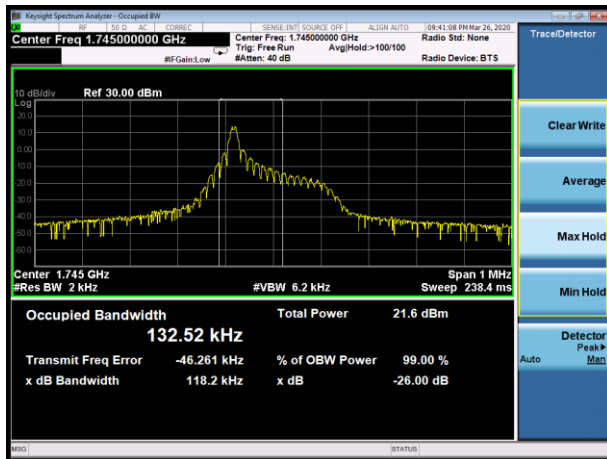 Keysight Spectrum Analyzer - Occupied BW
RF 50 Ω AC CORREC SENSE:INT SOURCE OFF ALIGN AUTO 09:41:08 PM Mar 26, 2020
Center Freq 1.745000000 GHz Center Freq: 1.745000000 GHz Radio Std: None Trace/Detector
Trig: Free Run Avg|Hold:>100/100
#IFGain:Low #Atten: 40 dB Radio Device: BTS
10 dB/div Ref 30.00 dBm
Log
20.0
10.0
0.00
-10.0
-20.0
-30.0
-40.0
-50.0
-60.0
Center 1.745 GHz Span 1 MHz
#Res BW 2 kHz #VBW 6.2 kHz Sweep 238.4 ms
Occupied Bandwidth Total Power 21.6 dBm
132.52 kHz
Transmit Freq Error -46.261 kHz % of OBW Power 99.00 %
x dB Bandwidth 118.2 kHz x dB -26.00 dB
Clear Write
Average
Max Hold
Min Hold
Detector
Peak▶
Auto Man
MSG STATUS